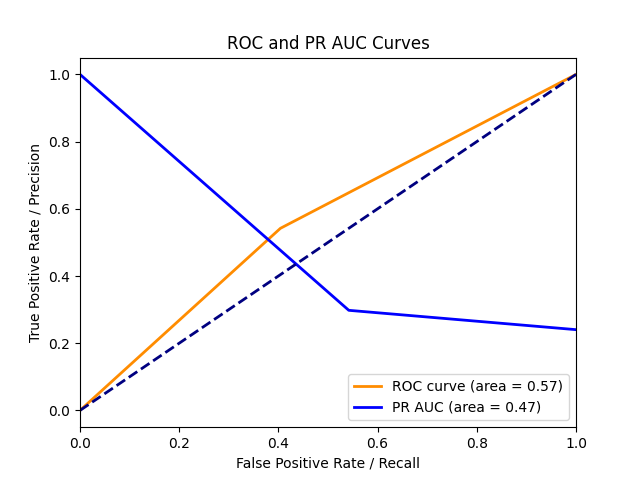 ROC and PR AUC Curves
True Positive Rate / Precision
1.0
0.8
0.6
0.4
0.2
0.0
ROC curve (area = 0.57)
PR AUC (area = 0.47)
0.0 0.2 0.4 0.6 0.8 1.0
False Positive Rate / Recall